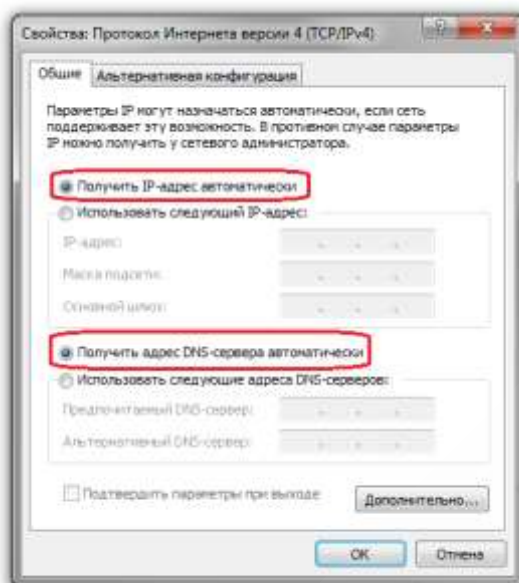 Свойства: Протокол Интернета версии 4 (TCP/IPv4)
Общие
Альтернативная конфигурация
Параметры IP могут назначаться автоматически, если сеть
поддерживает эту возможность. В противном случае параметры
IP можно получить у сетевого администратора.
Получить IP-адрес автоматически
Использовать следующий IP-адрес:
IP-адрес:
Маска подсети:
Основной шлюз:
Получить адрес DNS-сервера автоматически
Использовать следующие адреса DNS-серверов:
Предпочитаемый DNS-сервер:
Альтернативный DNS-сервер:
Подтвердить параметры при выходе
Дополнительно...
OK
Отмена